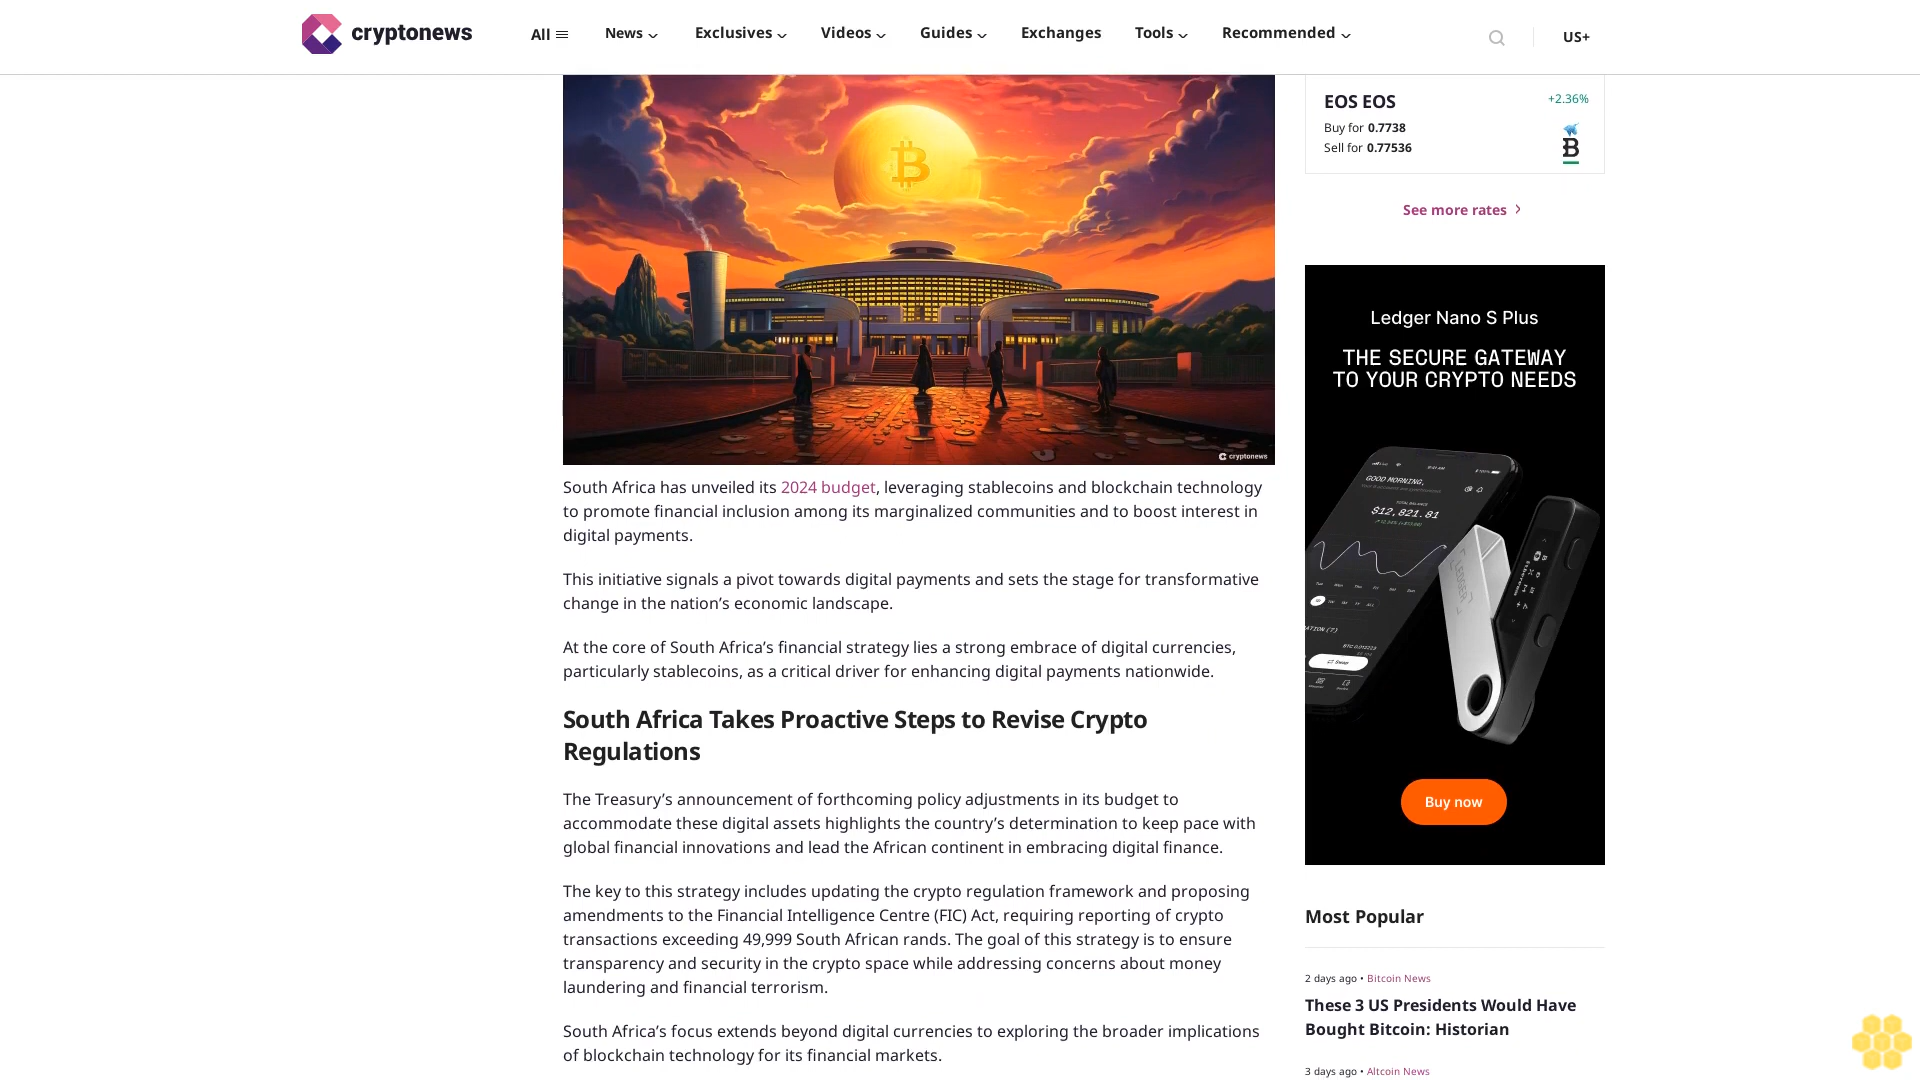 cryptonews
All
News
Exclusives
Videos
Guides
Exchanges
Tools
Recommended
US+
cryptonews
South Africa has unveiled its 2024 budget, leveraging stablecoins and blockchain technology
to promote financial inclusion among its marginalized communities and to boost interest in
digital payments.
This initiative signals a pivot towards digital payments and sets the stage for transformative
change in the nation’s economic landscape.
At the core of South Africa’s financial strategy lies a strong embrace of digital currencies,
particularly stablecoins, as a critical driver for enhancing digital payments nationwide.
South Africa Takes Proactive Steps to Revise Crypto
Regulations
The Treasury’s announcement of forthcoming policy adjustments in its budget to
accommodate these digital assets highlights the country’s determination to keep pace with
global financial innovations and lead the African continent in embracing digital finance.
The key to this strategy includes updating the crypto regulation framework and proposing
amendments to the Financial Intelligence Centre (FIC) Act, requiring reporting of crypto
transactions exceeding 49,999 South African rands. The goal of this strategy is to ensure
transparency and security in the crypto space while addressing concerns about money
laundering and financial terrorism.
South Africa’s focus extends beyond digital currencies to exploring the broader implications
of blockchain technology for its financial markets.
EOS EOS
+2.36%
Buy for 0.7738
Sell for 0.77536
See more rates
Ledger Nano S Plus
THE SECURE GATEWAY
TO YOUR CRYPTO NEEDS
9:41 AM
GOOD MORNING,
TOTAL BALANCE
$12,821.81
LEDGER
Ethereum
Swap
Buy now
Most Popular
2 days ago • Bitcoin News
These 3 US Presidents Would Have
Bought Bitcoin: Historian
3 days ago • Altcoin News